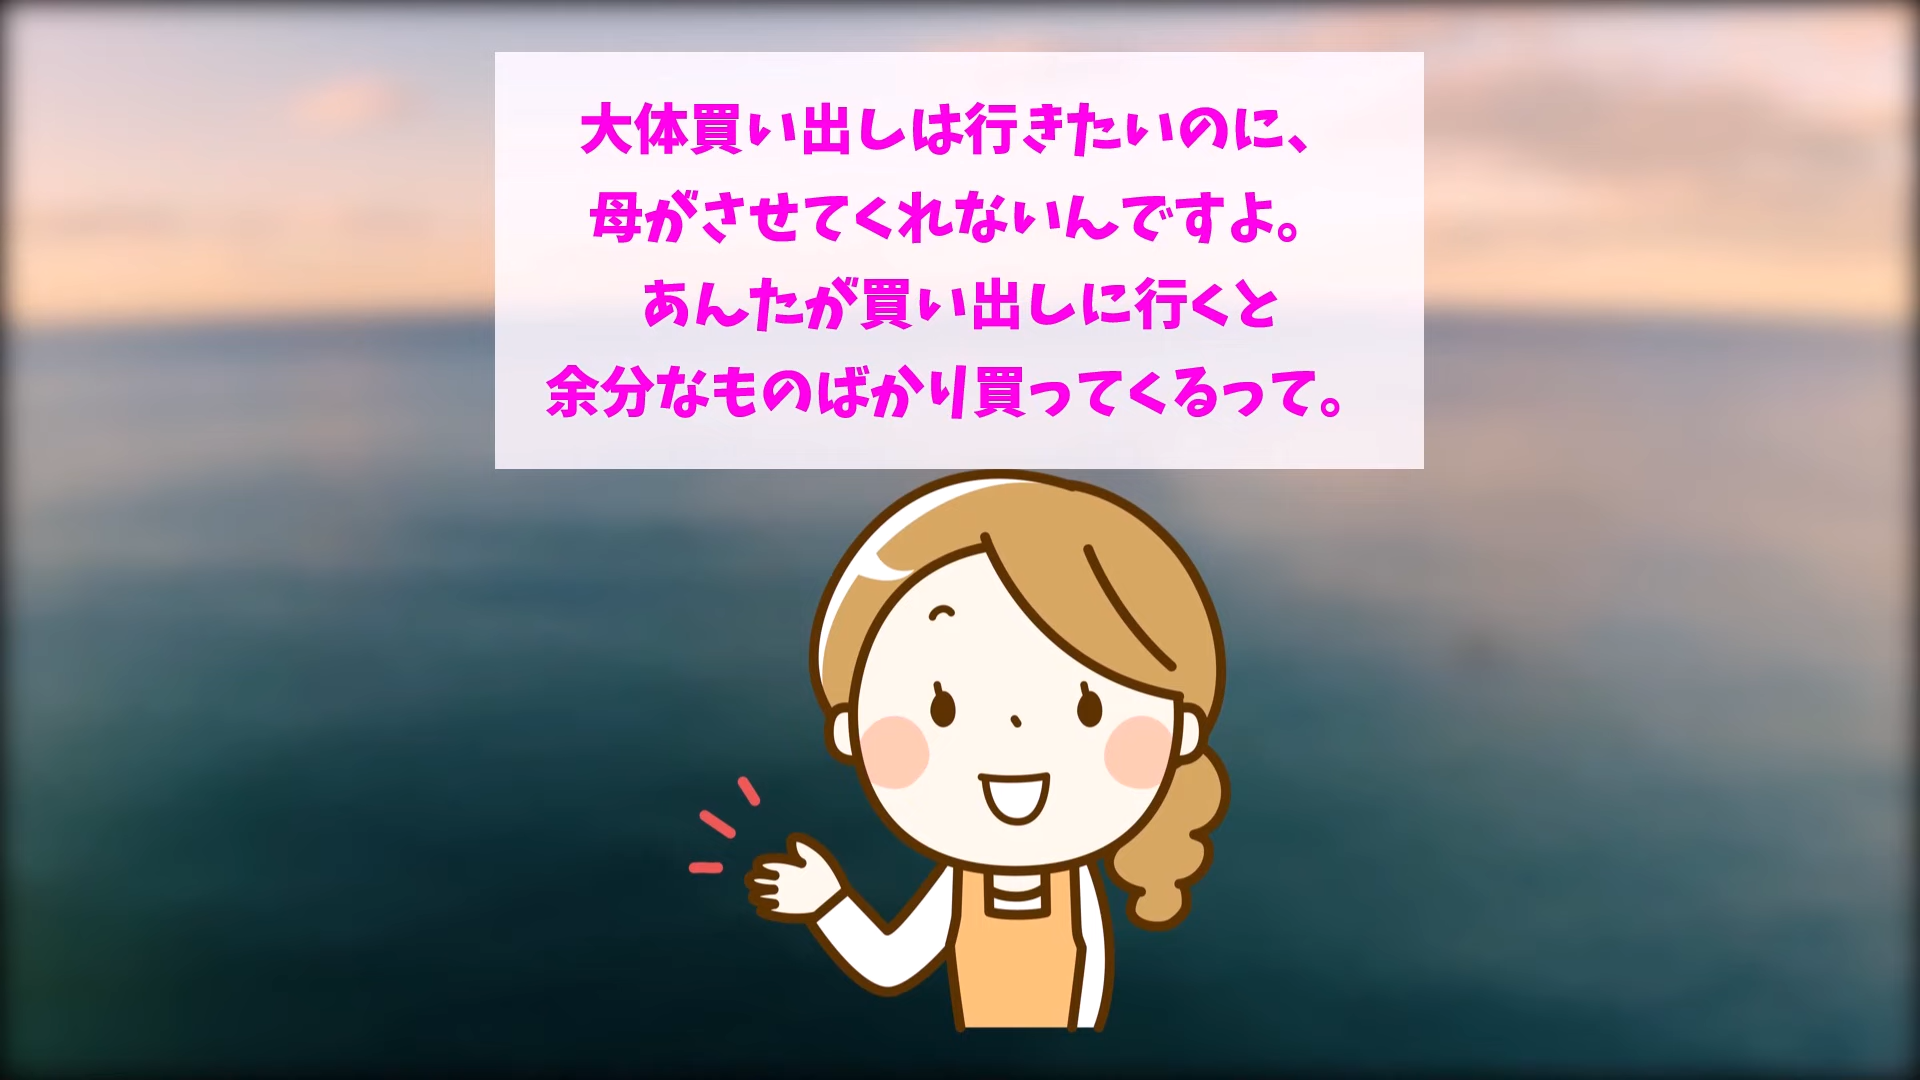 大体買い出しは行きたいのに、
母がさせてくれないんですよ。
あんたが買い出しに行くと
余分なものばかり買ってくるって。